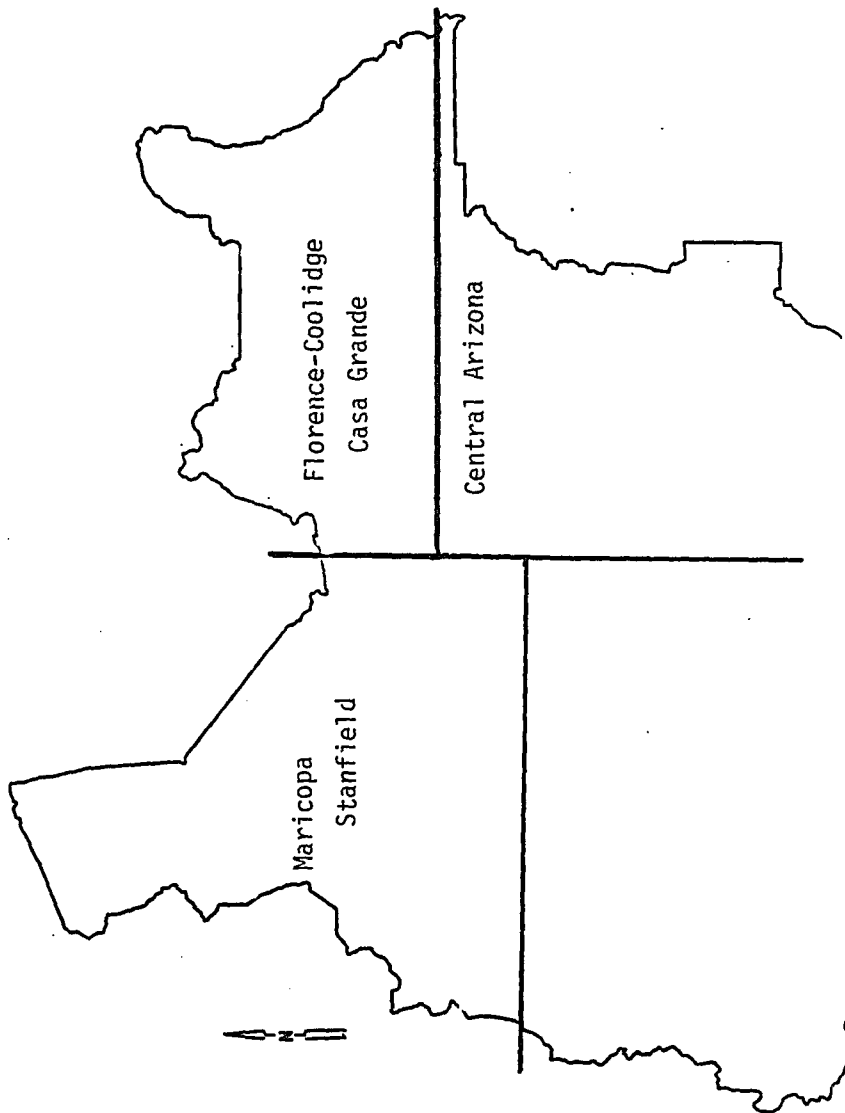 Florence-Coolidge
Casa Grande
Central Arizona
Maricopa
Stanfield
N